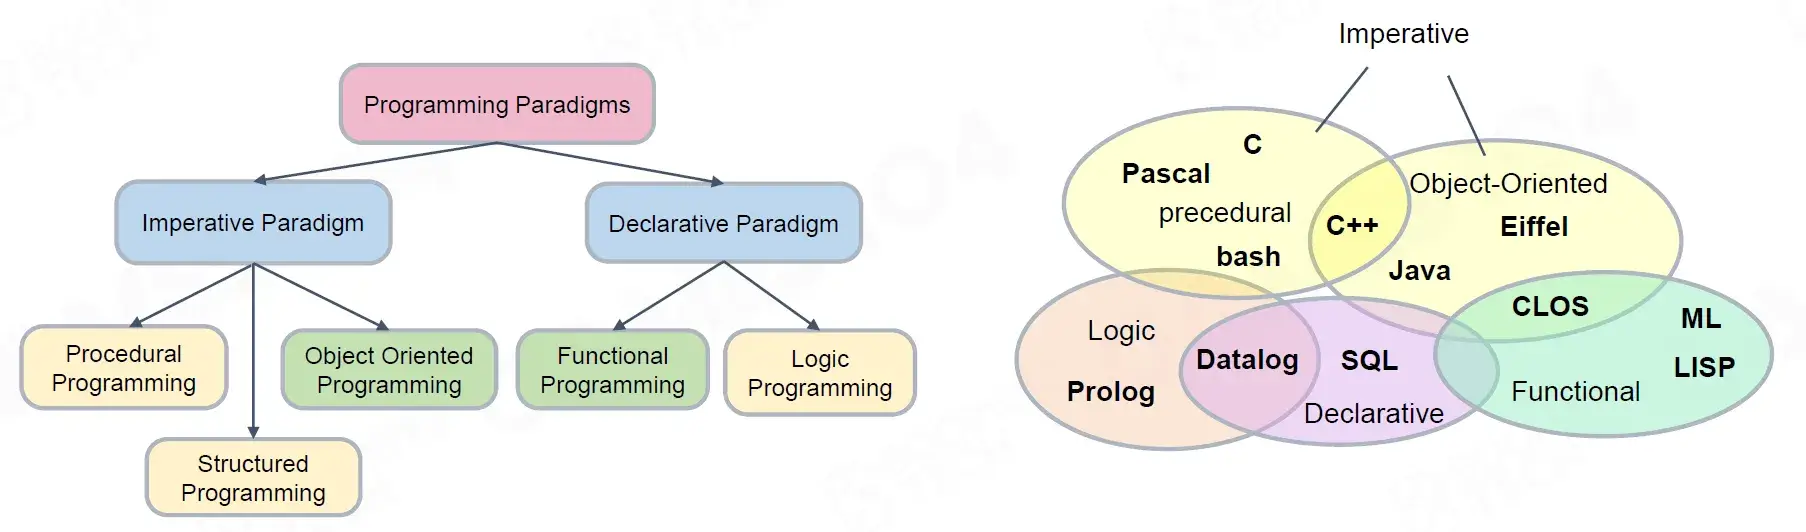 Programming Paradigms
Imperative Paradigm
Declarative Paradigm
Procedural
Programming
Object Oriented
Programming
Functional
Programming
Logic
Programming
Structured
Programming
Imperative
C
Pascal
precedural
bash
C++
Object-Oriented
Eiffel
Java
CLOS
ML
LISP
Functional
Logic
Prolog
Datalog
SQL
Declarative